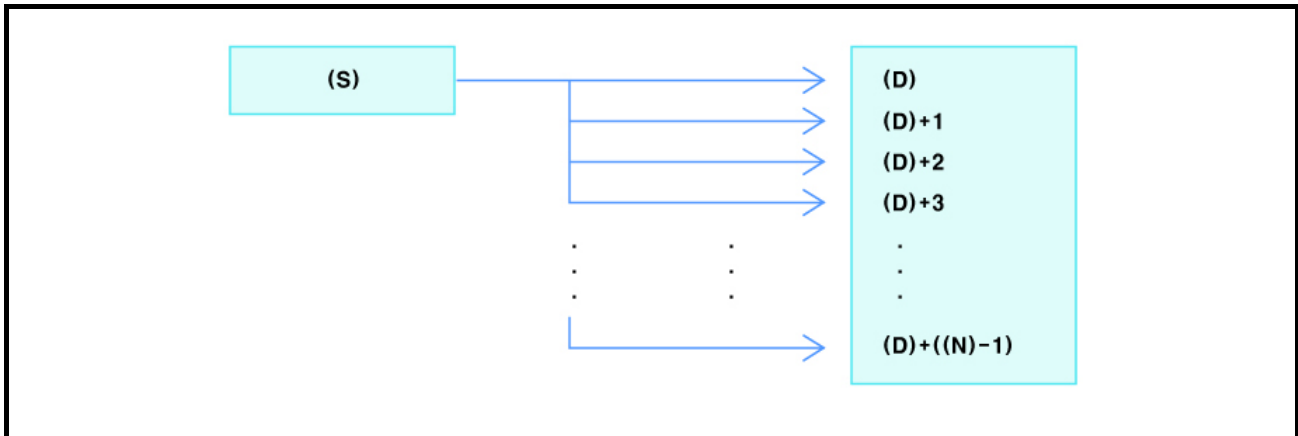 (S)
(D)
(D)+1
(D)+2
(D)+3
. . .
. . .
. . .
(D)+((N)-1)